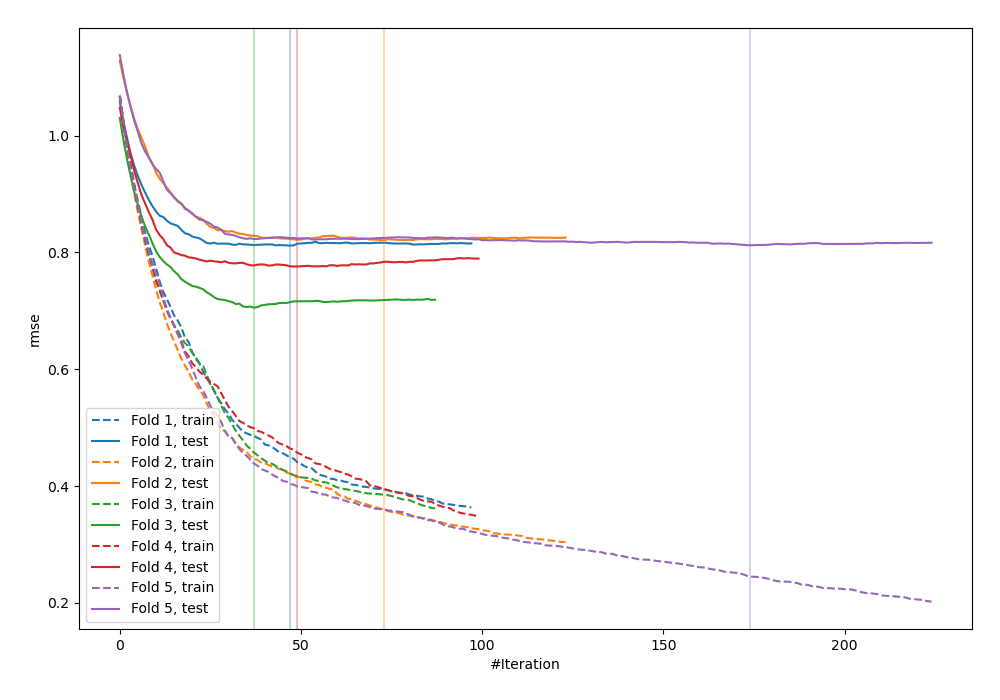 1.0
0.8
0.6
0.4
0.2
rmse
Fold 1, train
Fold 1, test
Fold 2, train
Fold 2, test
Fold 3, train
Fold 3, test
Fold 4, train
Fold 4, test
Fold 5, train
Fold 5, test
0 50 100 150 200
#Iteration